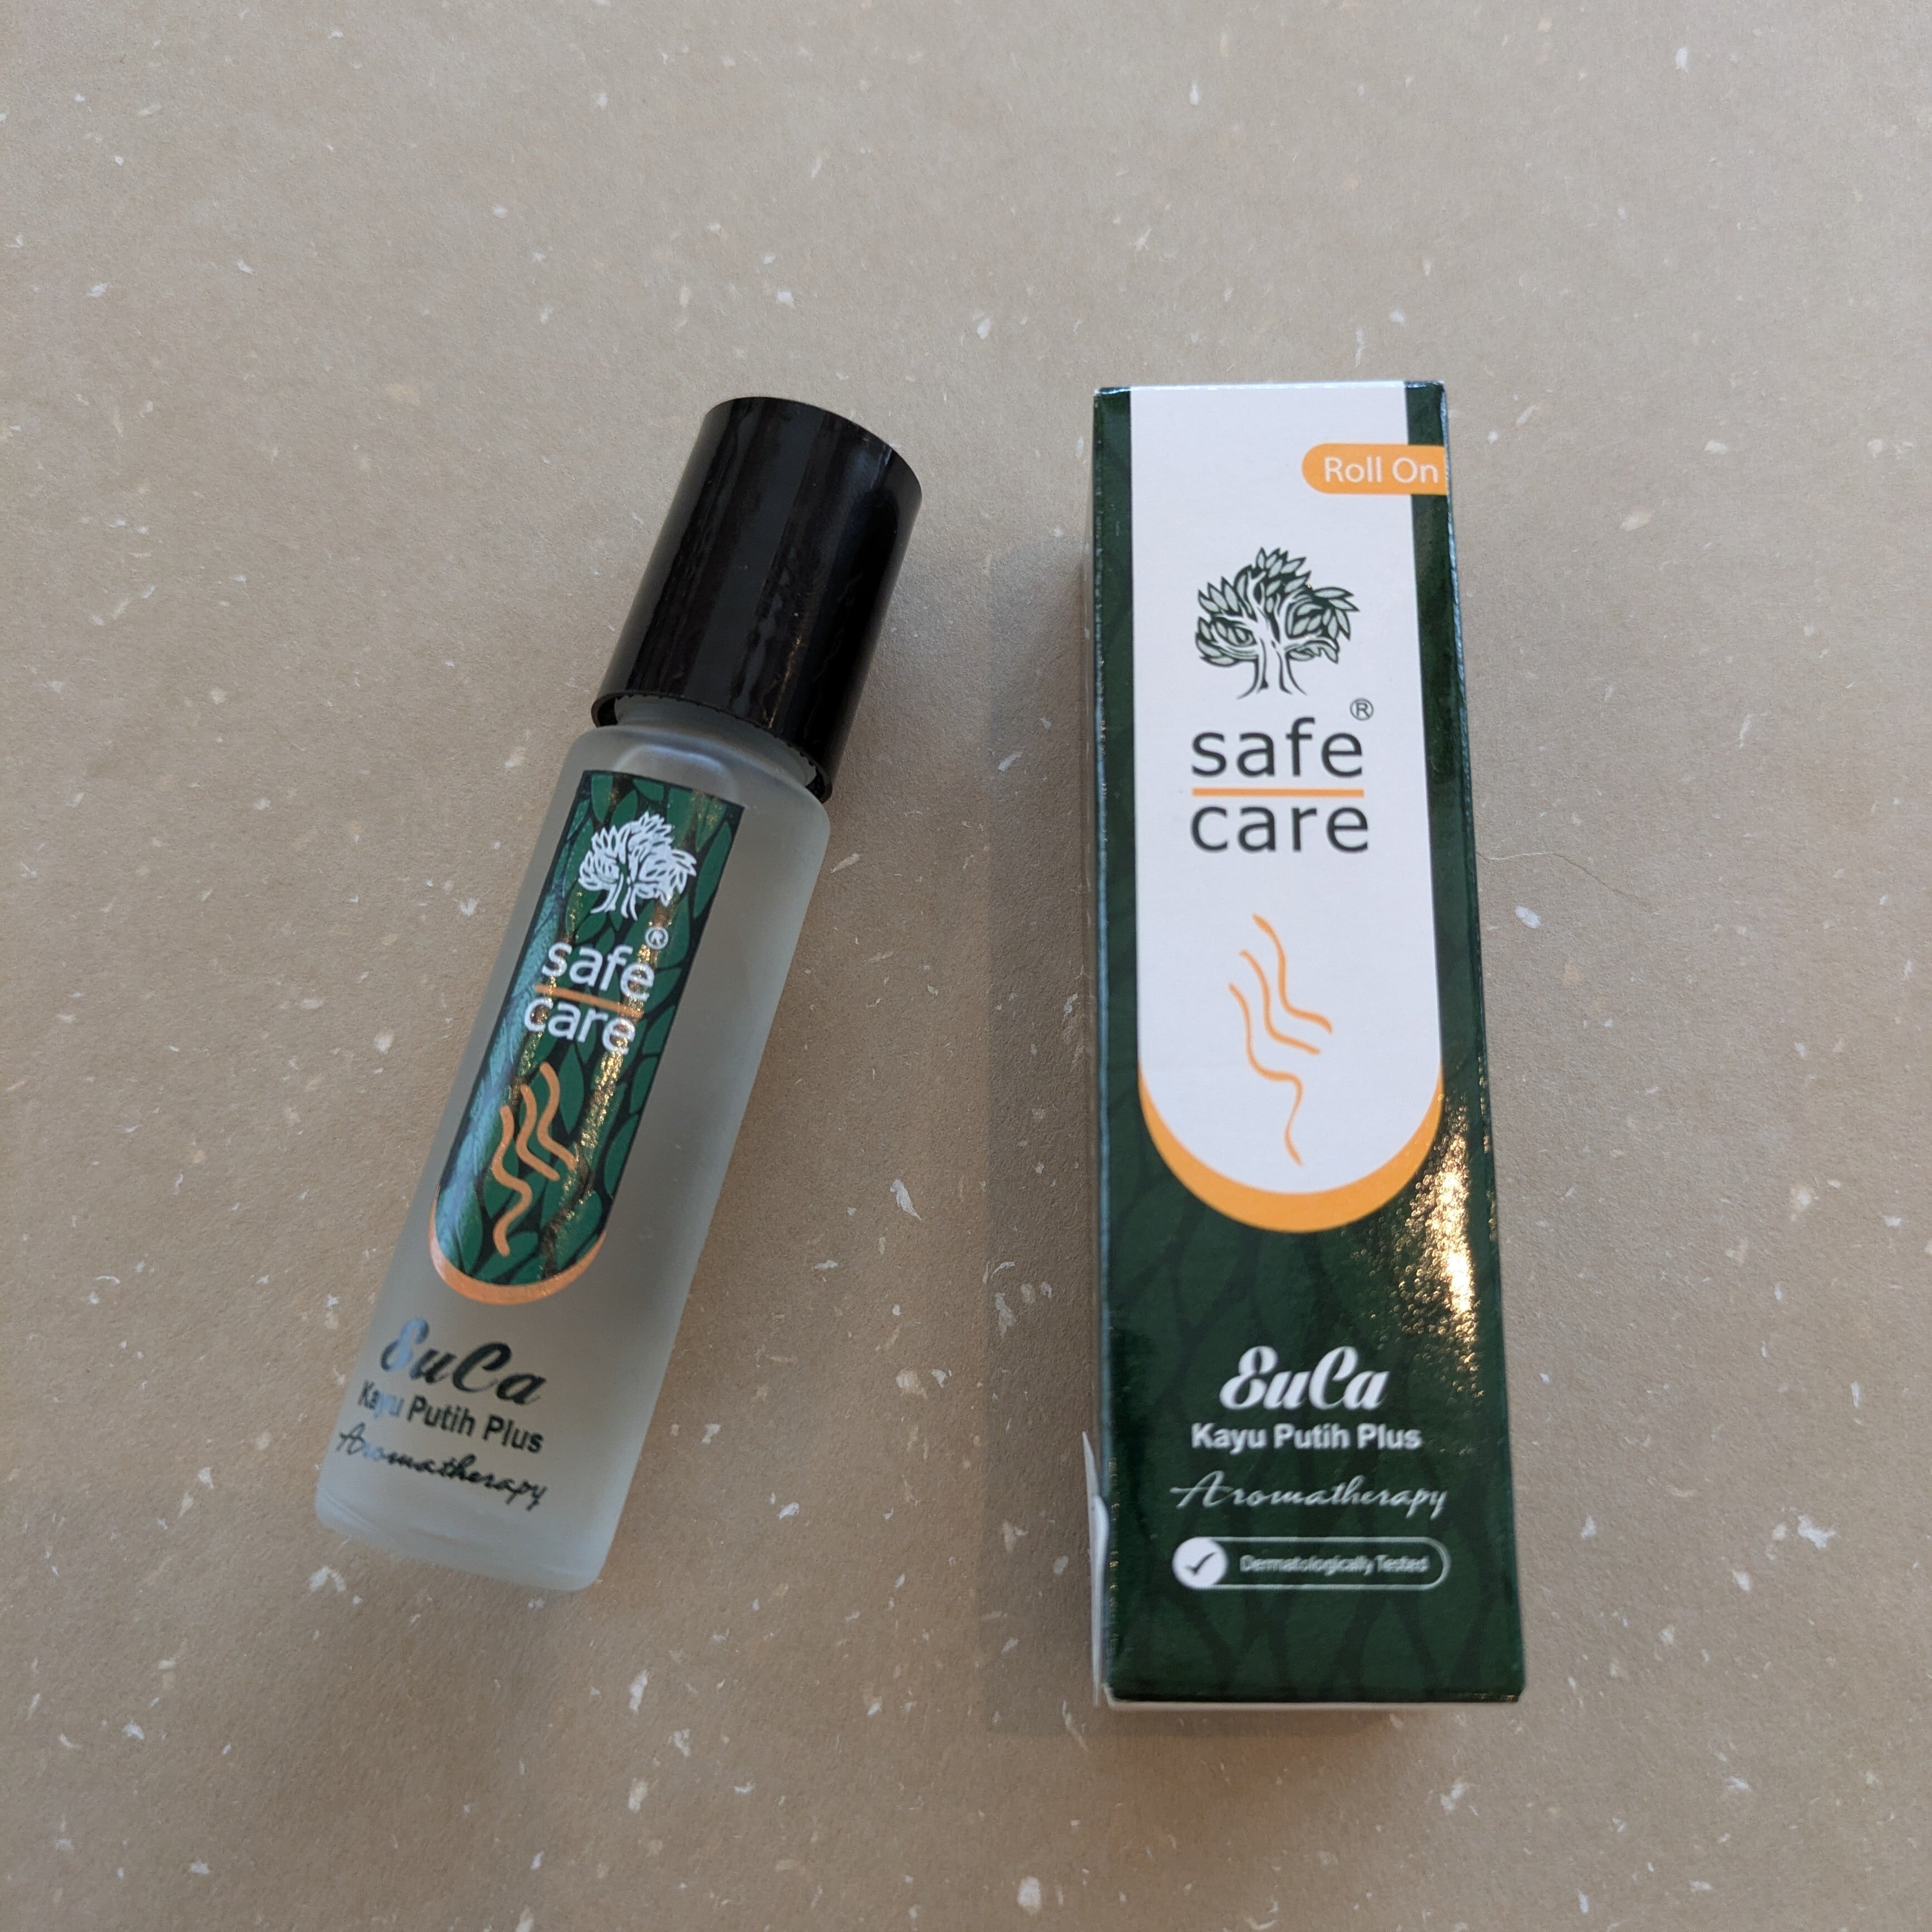 safe
®
care
EuCa
Kayu Putih Plus
Aromatherapy
Roll On
safe
®
care
EuCa
Kayu Putih Plus
Aromatherapy
Dermatologically Tested